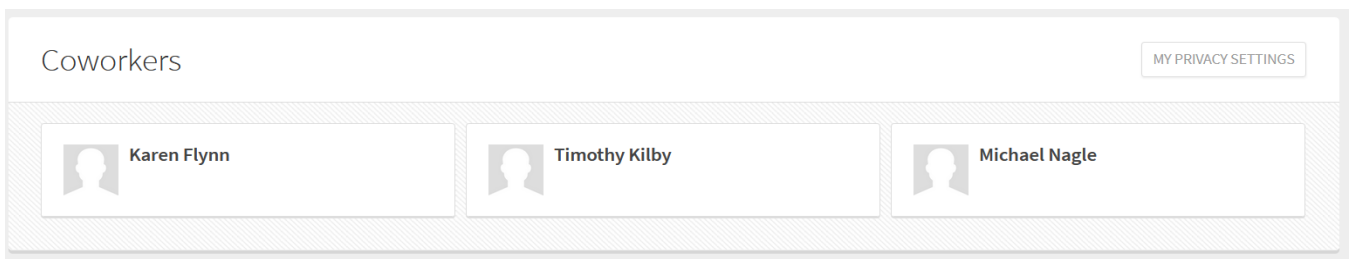 Coworkers
MY PRIVACY SETTINGS
Karen Flynn
Timothy Kilby
Michael Nagle